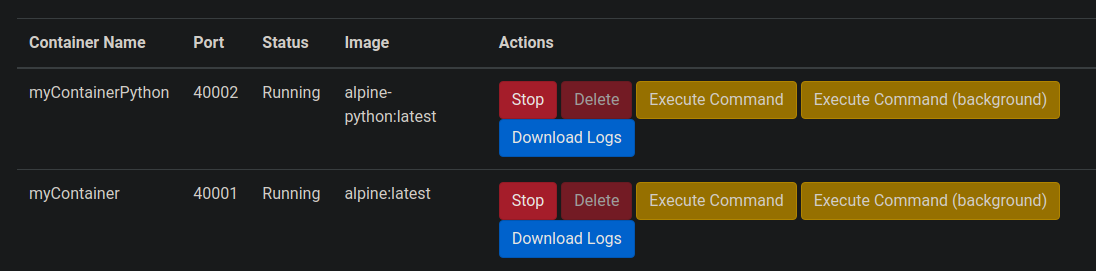 Container Name Port Status Image Actions
myContainerPython 40002 Running alpine- Stop Delete Execute Command Execute Command (background)
python:latest
Download Logs
myContainer 40001 Running alpine:latest Stop Delete Execute Command Execute Command (background)
Download Logs